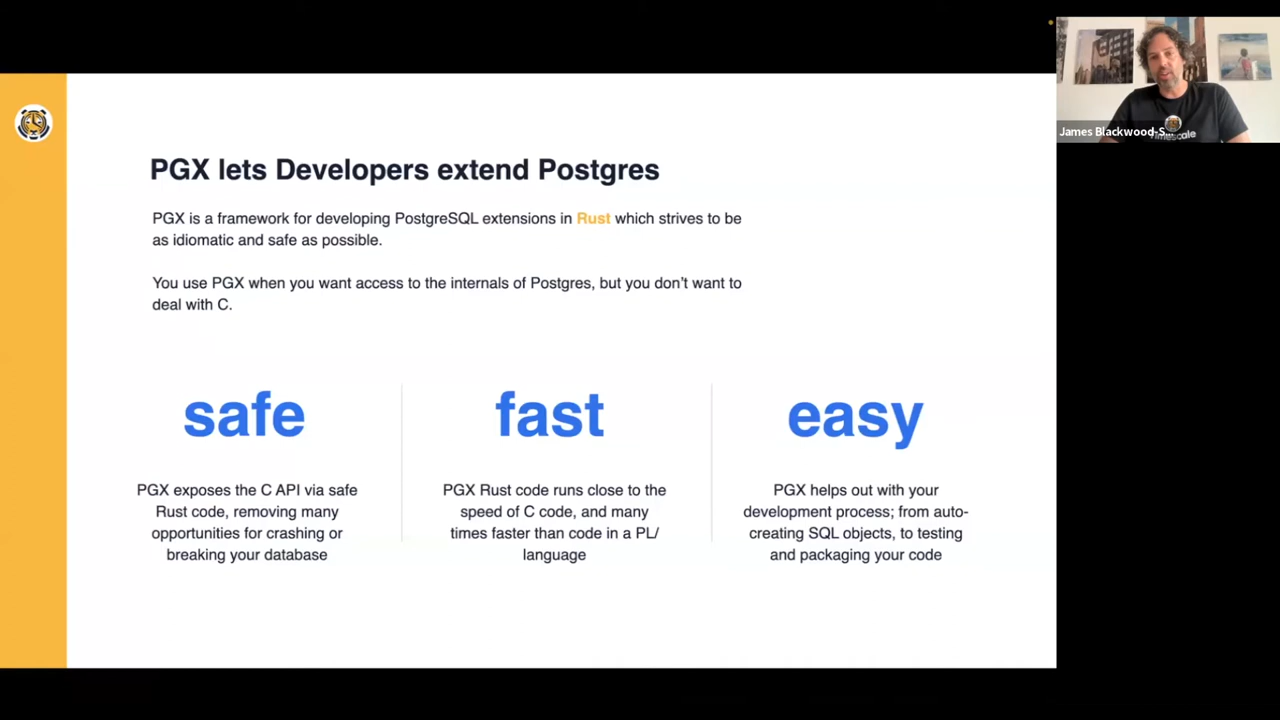 PGX lets Developers extend Postgres
PGX is a framework for developing PostgreSQL extensions in Rust which strives to be
as idiomatic and safe as possible.
You use PGX when you want access to the internals of Postgres, but you don't want to
deal with C.
safe
PGX exposes the C API via safe
Rust code, removing many
opportunities for crashing or
breaking your database
fast
PGX Rust code runs close to the
speed of C code, and many
times faster than code in a PL/
language
easy
PGX helps out with your
development process; from auto-
creating SQL objects, to testing
and packaging your code
James Blackwood-S...
Timescale